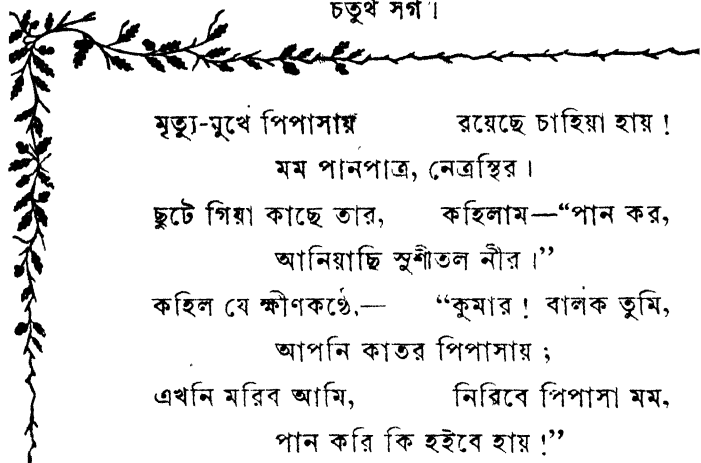 চতুর্থ সর্গ।
মৃত্যু-মুখে পিপাসায় রয়েছে চাহিয়া হায় !
মম পানপাত্র, নেত্রস্থির।
ছুটে গিয়া কাছে তার, কহিলাম—“পান কর,
আনিয়াছি সুশীতল নীর।”
কহিল যে ক্ষীণকণ্ঠে,— “কুমার ! বালক তুমি,
আপনি কাতর পিপাসায় ;
এখনি মরিব আমি, নিরিবে পিপাসা মম,
পান করি কি হইবে হায় !”